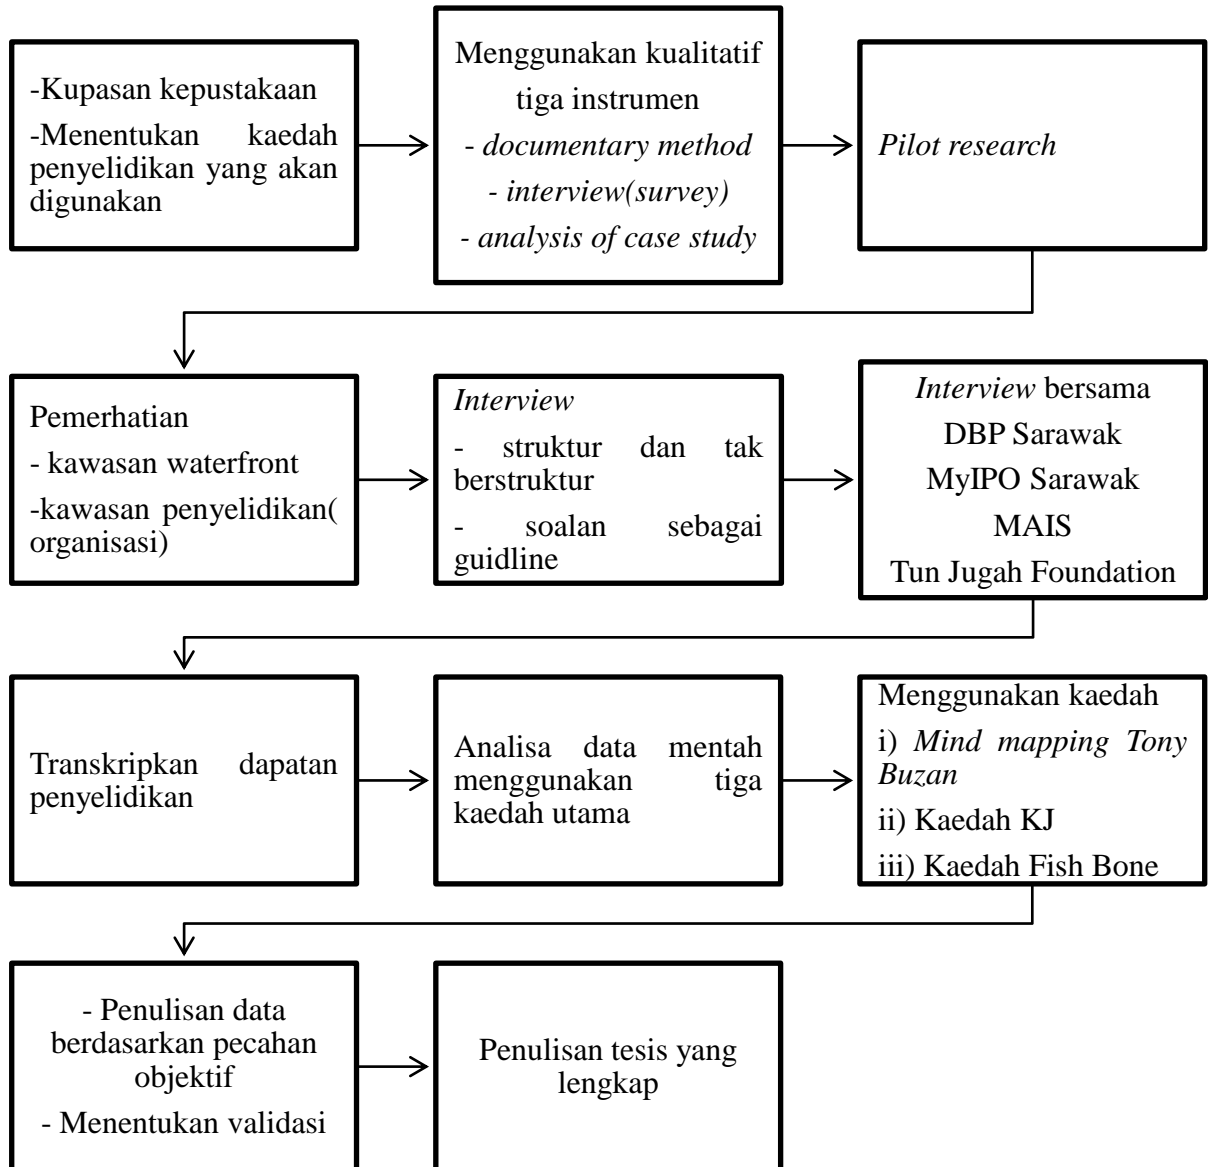 -Kupasan kepustakaan
-Menentukan kaedah
penyelidikan yang akan
digunakan
Menggunakan kualitatif
tiga instrumen
- documentary method
- interview(survey)
- analysis of case study
Pilot research
Pemerhatian
- kawasan waterfront
-kawasan penyelidikan(
organisasi)
Interview
- struktur dan tak
berstruktur
- soalan sebagai
guidline
Interview bersama
DBP Sarawak
MyIPO Sarawak
MAIS
Tun Jugah Foundation
Transkripkan dapatan
penyelidikan
Analisa data mentah
menggunakan tiga
kaedah utama
Menggunakan kaedah
i) Mind mapping Tony
Buzan
ii) Kaedah KJ
iii) Kaedah Fish Bone
- Penulisan data
berdasarkan pecahan
objektif
- Menentukan validasi
Penulisan tesis yang
lengkap